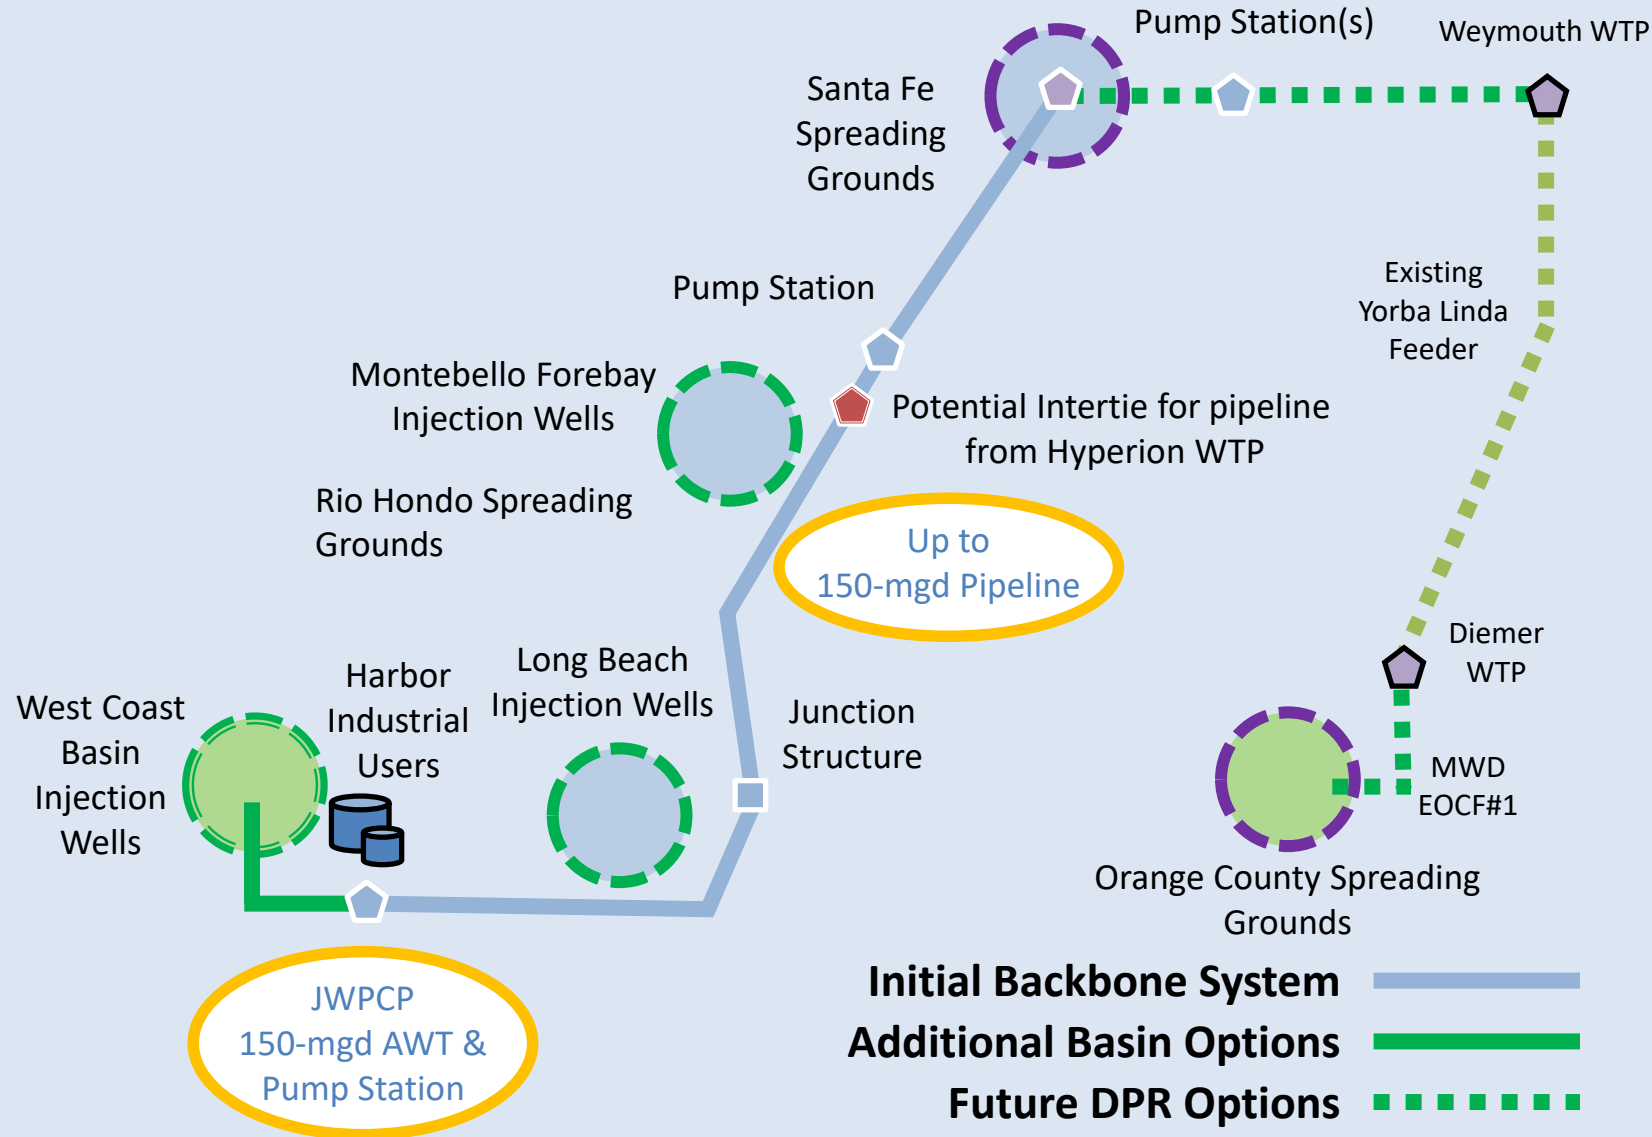 Pump Station(s)
Weymouth WTP
Santa Fe
Spreading
Grounds
Existing
Yorba Linda
Feeder
Pump Station
Montebello Forebay
Injection Wells
Potential Intertie for pipeline
from Hyperion WTP
Rio Hondo Spreading
Grounds
Up to
150-mgd Pipeline
Diemer
WTP
Long Beach
Injection Wells
Harbor
Industrial
Users
West Coast
Basin
Injection
Wells
Junction
Structure
MWD
EOCF#1
Orange County Spreading
Grounds
JWPCP
150-mgd AWT &
Pump Station
Initial Backbone System
Additional Basin Options
Future DPR Options